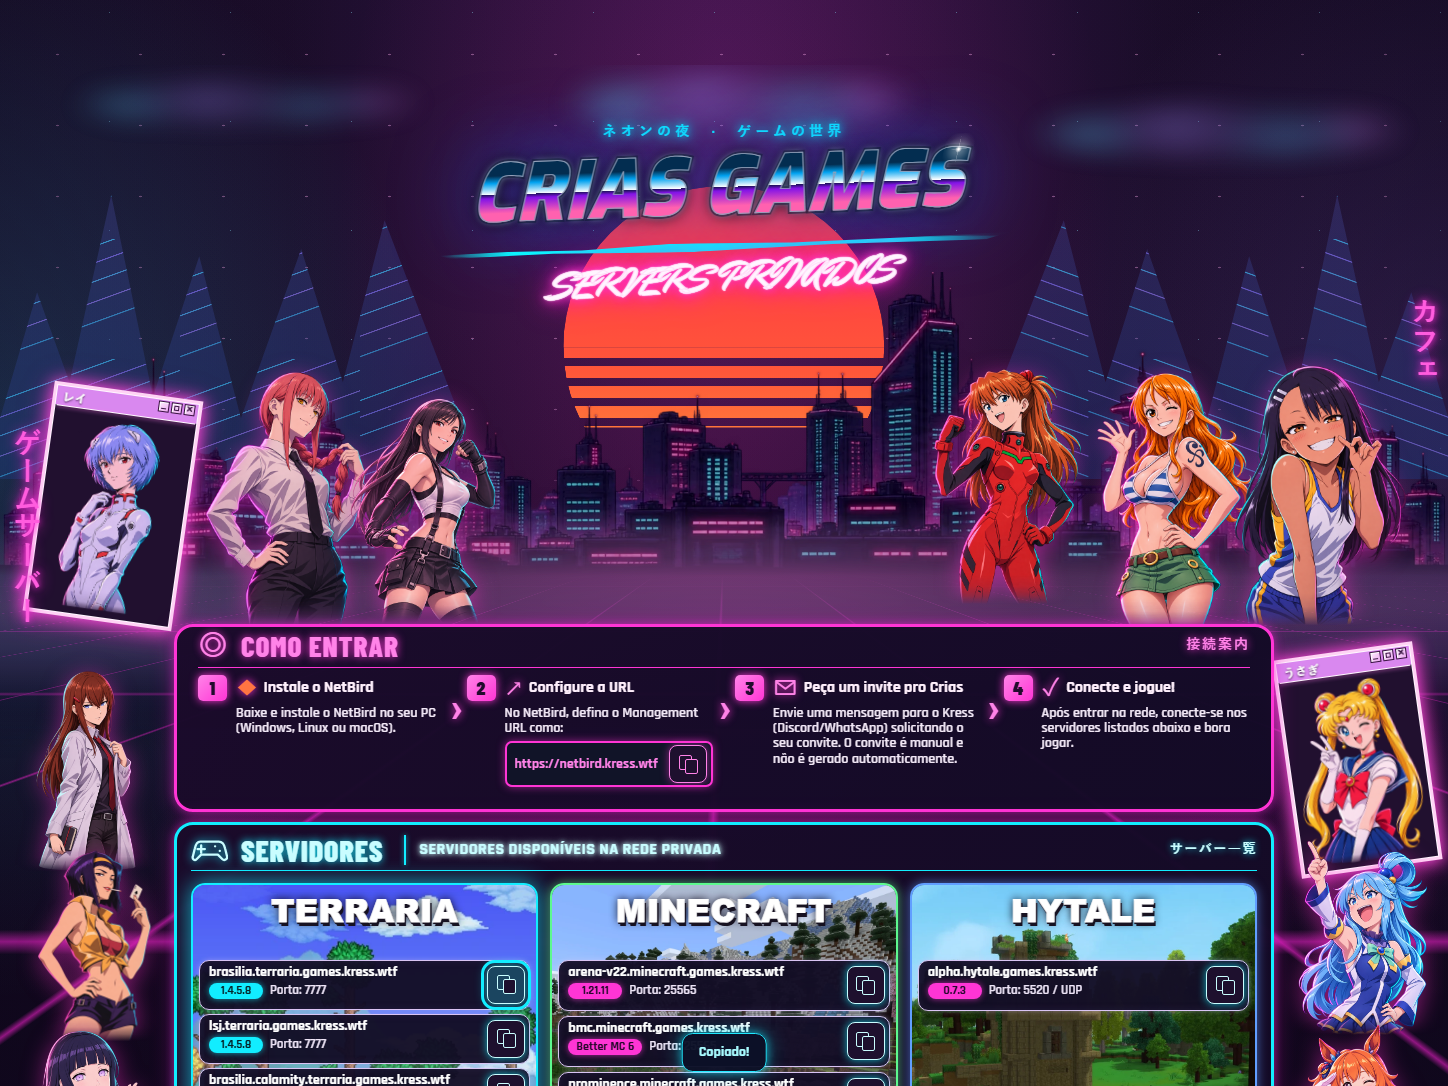 ネオンの夜 · ゲームの世界
CRIAS GAMES
SERVERS PRIVADOS
カフェ
レイ
ゲームサーバー
COMO ENTRAR
接続案内
1 Instale o NetBird
Baixe e instale o NetBird no seu PC
(Windows, Linux ou macOS).
2 Configure a URL
No NetBird, defina o Management
URL como:
https://netbird.kress.wtf
3 Peça um invite pro Crias
Envie uma mensagem para o Kress
(Discord/WhatsApp) solicitando o
seu convite. O convite é manual e
não é gerado automaticamente.
4 Conecte e jogue!
Após entrar na rede, conecte-se nos
servidores listados abaixo e bora
jogar.
うさぎ
SERVIDORES
SERVIDORES DISPONÍVEIS NA REDE PRIVADA
サーバー一覧
TERRARIA
brasilia.terraria.games.kress.wtf
1.4.5.8 Porta: 7777
lsj.terraria.games.kress.wtf
1.4.5.8 Porta: 7777
brasilia.calamity.terraria.games.kress.wtf
MINECRAFT
arena-v22.minecraft.games.kress.wtf
1.21.11 Porta: 25565
bmc.minecraft.games.kress.wtf
Better MC 6 Porta:
prominence.minecraft.games.kress.wtf
HYTALE
alpha.hytale.games.kress.wtf
0.7.3 Porta: 5520 / UDP
Copiado!